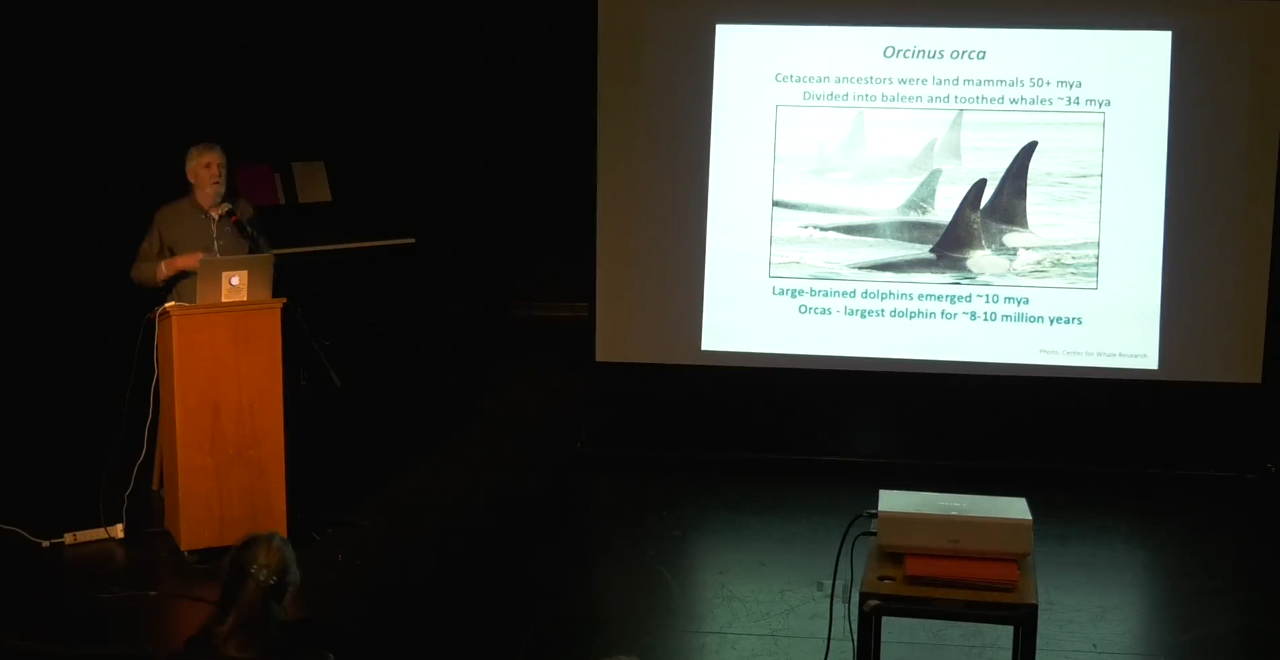 Orcinus orca
Cetacean ancestors were land mammals 50+ mya
Divided into baleen and toothed whales ~34 mya
Large-brained dolphins emerged ~10 mya
Orcas - largest dolphin for ~8-10 million years
Photo: Center for Whale Research